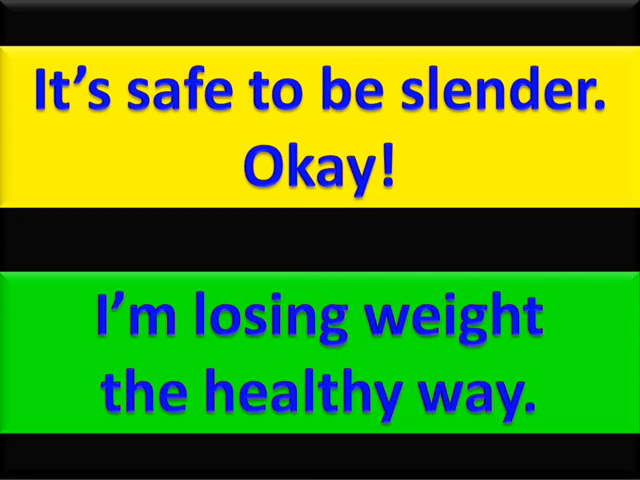 It’s safe to be slender.
Okay!
I’m losing weight
the healthy way.